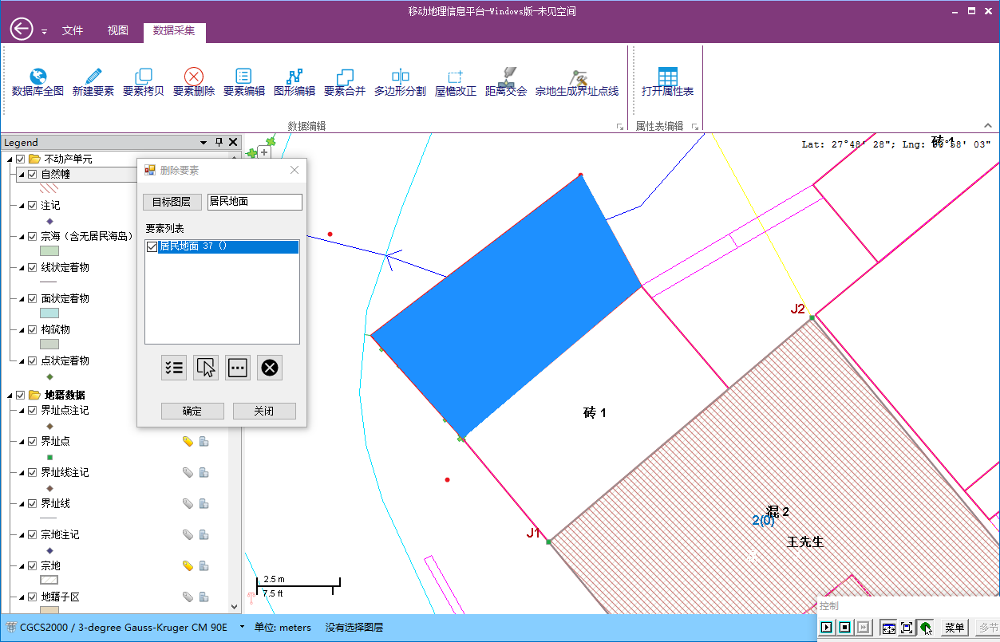 移动地理信息平台-Windows版-未见空间
文件 视图 数据采集
数据库全图 新建要素 要素拷贝 要素删除 要素编辑 图形编辑 要素合并 多边形分割 屋檐改正 距离交会 宗地生成界址点线 打开属性表
数据编辑 属性表编辑
Legend
不动产单元
自然幢
注记
宗海（含无居民海岛）
线状定着物
面状定着物
构筑物
点状定着物
地籍数据
界址点注记
界址点
界址线注记
界址线
宗地注记
宗地
地籍子区
删除要素
目标图层 居民地面
要素列表
居民地面 37 ()
确定 关闭
砖 1
Lat: 27°48' 28"; Lng: 90°58' 03"
J2
砖 1
混 2
2(0)
王先生
J1
2.5 m
7.5 ft
控制
菜单 多节
CGCS2000 / 3-degree Gauss-Kruger CM 90E 单位: meters 没有选择图层